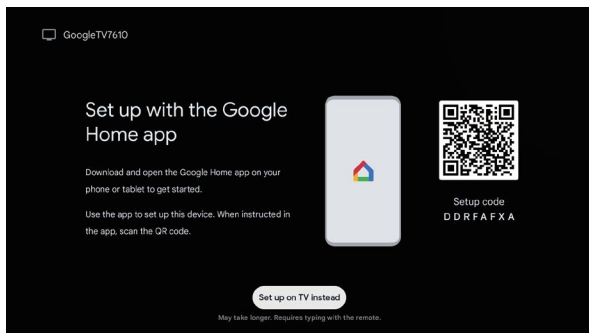 GoogleTV7610
Set up with the Google
Home app
Download and open the Google Home app on your
phone or tablet to get started.
Use the app to set up this device. When instructed in
the app, scan the QR code.
Setup code
DDRFAFXA
Set up on TV instead
May take longer. Requires typing with the remote.